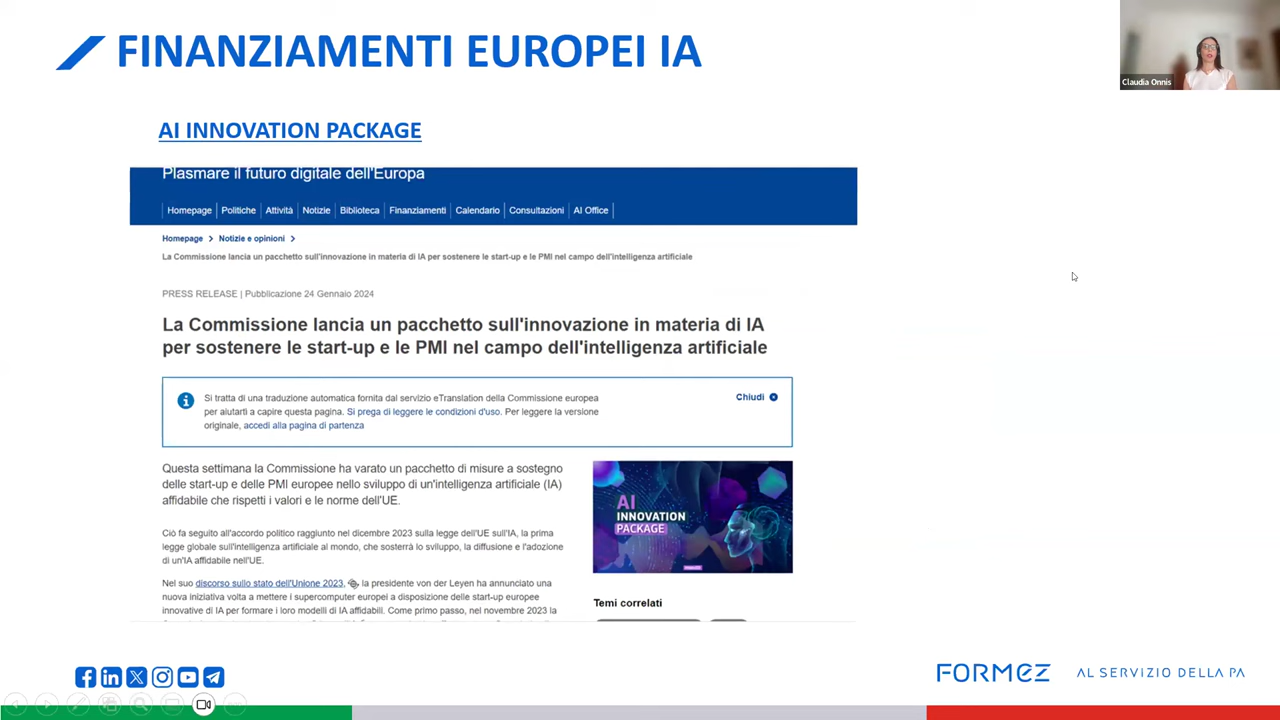 FINANZIAMENTI EUROPEI IA
Claudia Onnis
AI INNOVATION PACKAGE
Plasmare il futuro digitale dell'Europa
Homepage | Politiche | Attività | Notizie | Biblioteca | Finanziamenti | Calendario | Consultazioni | AI Office
Homepage > Notizie e opinioni >
La Commissione lancia un pacchetto sull'innovazione in materia di IA per sostenere le start-up e le PMI nel campo dell'intelligenza artificiale
PRESS RELEASE | Pubblicazione 24 Gennaio 2024
La Commissione lancia un pacchetto sull'innovazione in materia di IA
per sostenere le start-up e le PMI nel campo dell'intelligenza artificiale
Si tratta di una traduzione automatica fornita dal servizio eTranslation della Commissione europea
per aiutarti a capire questa pagina. Si prega di leggere le condizioni d'uso. Per leggere la versione
originale, accedi alla pagina di partenza
Chiudi
Questa settimana la Commissione ha varato un pacchetto di misure a sostegno
delle start-up e delle PMI europee nello sviluppo di un'intelligenza artificiale (IA)
affidabile che rispetti i valori e le norme dell'UE.
Ciò fa seguito all'accordo politico raggiunto nel dicembre 2023 sulla legge dell'UE sull'IA, la prima
legge globale sull'intelligenza artificiale al mondo, che sosterrà lo sviluppo, la diffusione e l'adozione
di un'IA affidabile nell'UE.
Nel suo discorso sullo stato dell'Unione 2023, la presidente von der Leyen ha annunciato una
nuova iniziativa volta a mettere i supercomputer europei a disposizione delle start-up europee
innovative di IA per formare i loro modelli di IA affidabili. Come primo passo, nel novembre 2023 la
AI
INNOVATION
PACKAGE
Temi correlati
FORMEZ
AL SERVIZIO DELLA PA